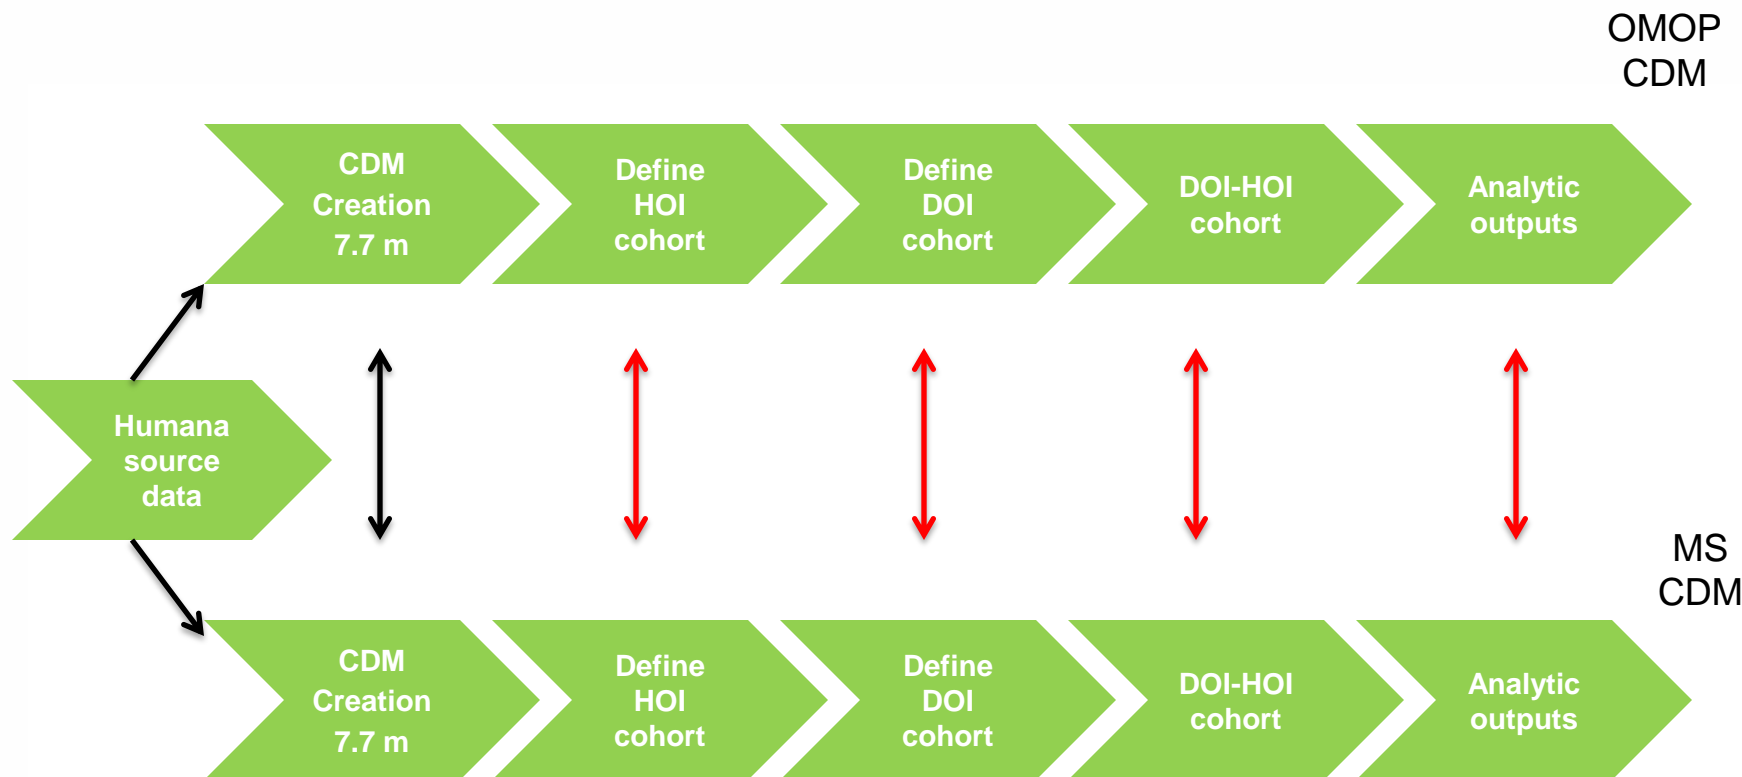 OMOP
CDM
CDM
Creation
7.7 m
Define
HOI
cohort
Define
DOI
cohort
DOI-HOI
cohort
Analytic
outputs
Humana
source
data
MS
CDM
CDM
Creation
7.7 m
Define
HOI
cohort
Define
DOI
cohort
DOI-HOI
cohort
Analytic
outputs